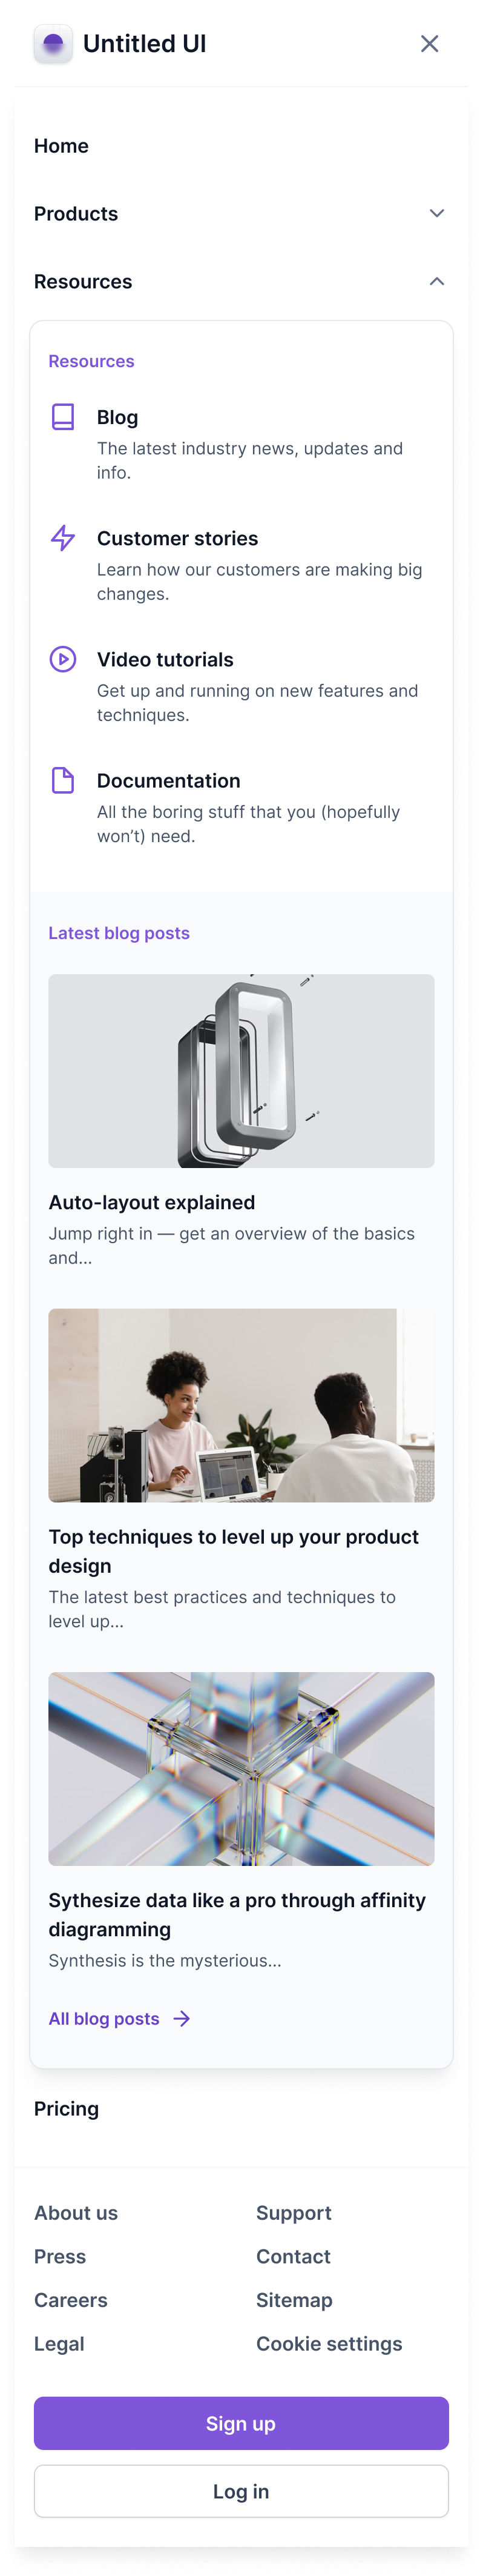 Untitled UI
Home
Products
Resources
Resources
Blog
The latest industry news, updates and
info.
Customer stories
Learn how our customers are making big
changes.
Video tutorials
Get up and running on new features and
techniques.
Documentation
All the boring stuff that you (hopefully
won’t) need.
Latest blog posts
Auto-layout explained
Jump right in — get an overview of the basics
and...
Top techniques to level up your product
design
The latest best practices and techniques to
level up...
Sythesize data like a pro through affinity
diagramming
Synthesis is the mysterious...
All blog posts
Pricing
About us
Support
Press
Contact
Careers
Sitemap
Legal
Cookie settings
Sign up
Log in